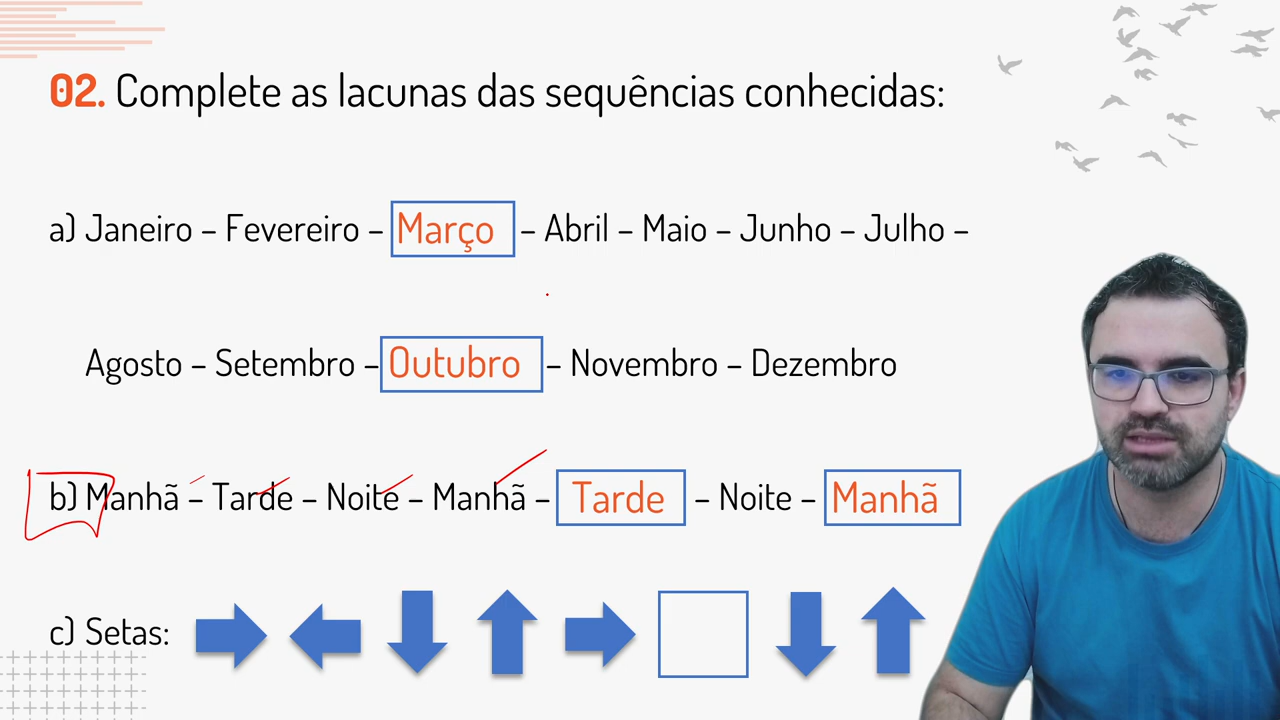 02. Complete as lacunas das sequências conhecidas:
a) Janeiro – Fevereiro – Março – Abril – Maio – Junho – Julho –
Agosto – Setembro – Outubro – Novembro – Dezembro
b) Manhã – Tarde – Noite – Manhã – Tarde – Noite – Manhã
c) Setas: